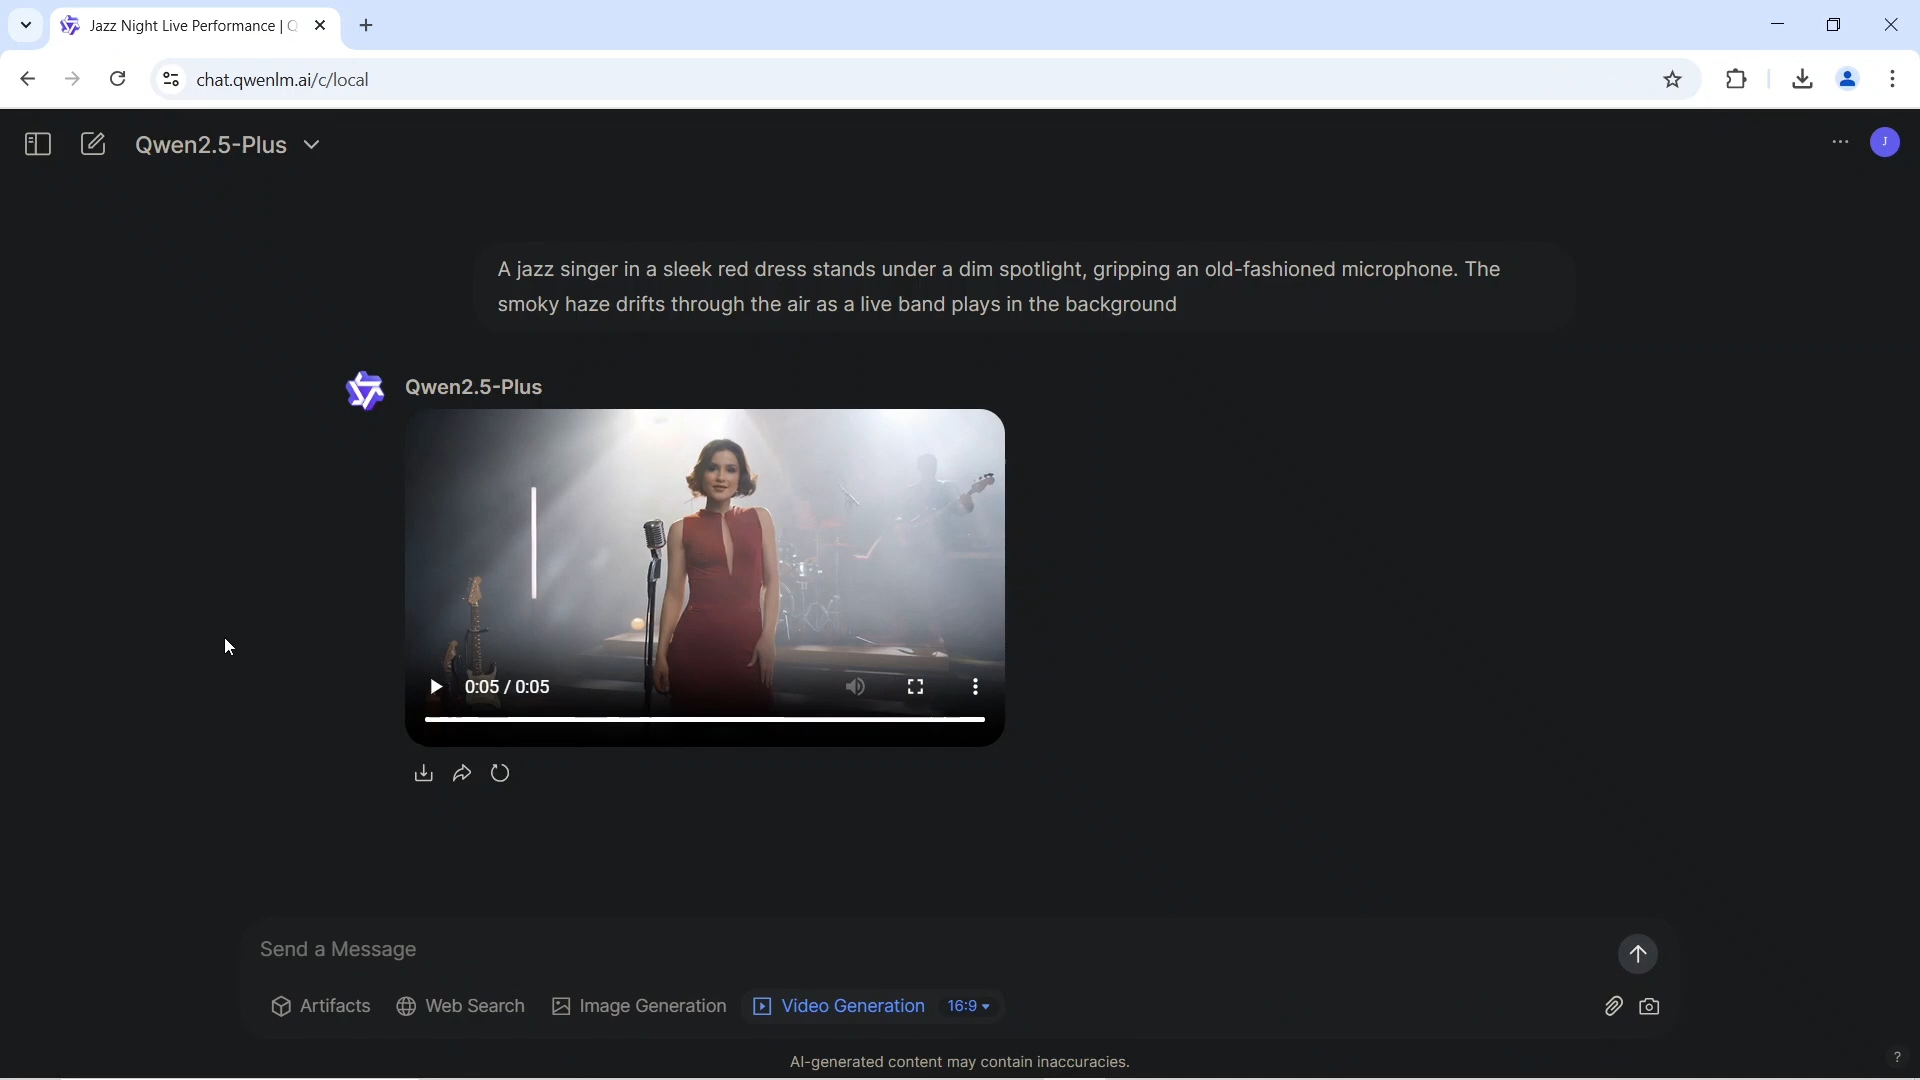 Jazz Night Live Performance | Q
chat.qwenlm.ai/c/local
Qwen2.5-Plus
J
A jazz singer in a sleek red dress stands under a dim spotlight, gripping an old-fashioned microphone. The
smoky haze drifts through the air as a live band plays in the background
Qwen2.5-Plus
0:05 / 0:05
Send a Message
Artifacts
Web Search
Image Generation
Video Generation
16:9
AI-generated content may contain inaccuracies.
?